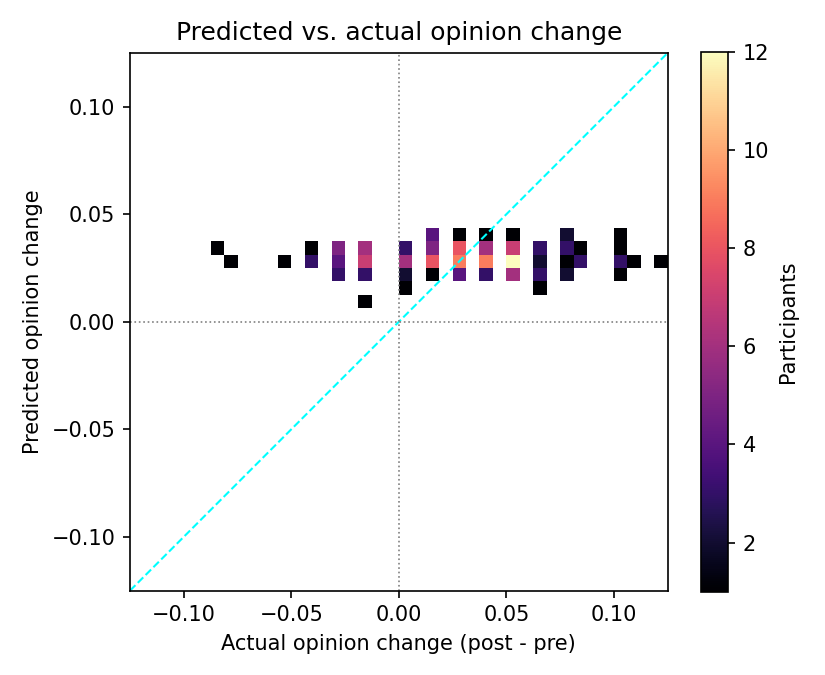 Predicted vs. actual opinion change
Predicted opinion change
0.10
0.05
0.00
−0.05
−0.10
−0.10 −0.05 0.00 0.05 0.10
Actual opinion change (post - pre)
12
10
8
6
4
2
Participants